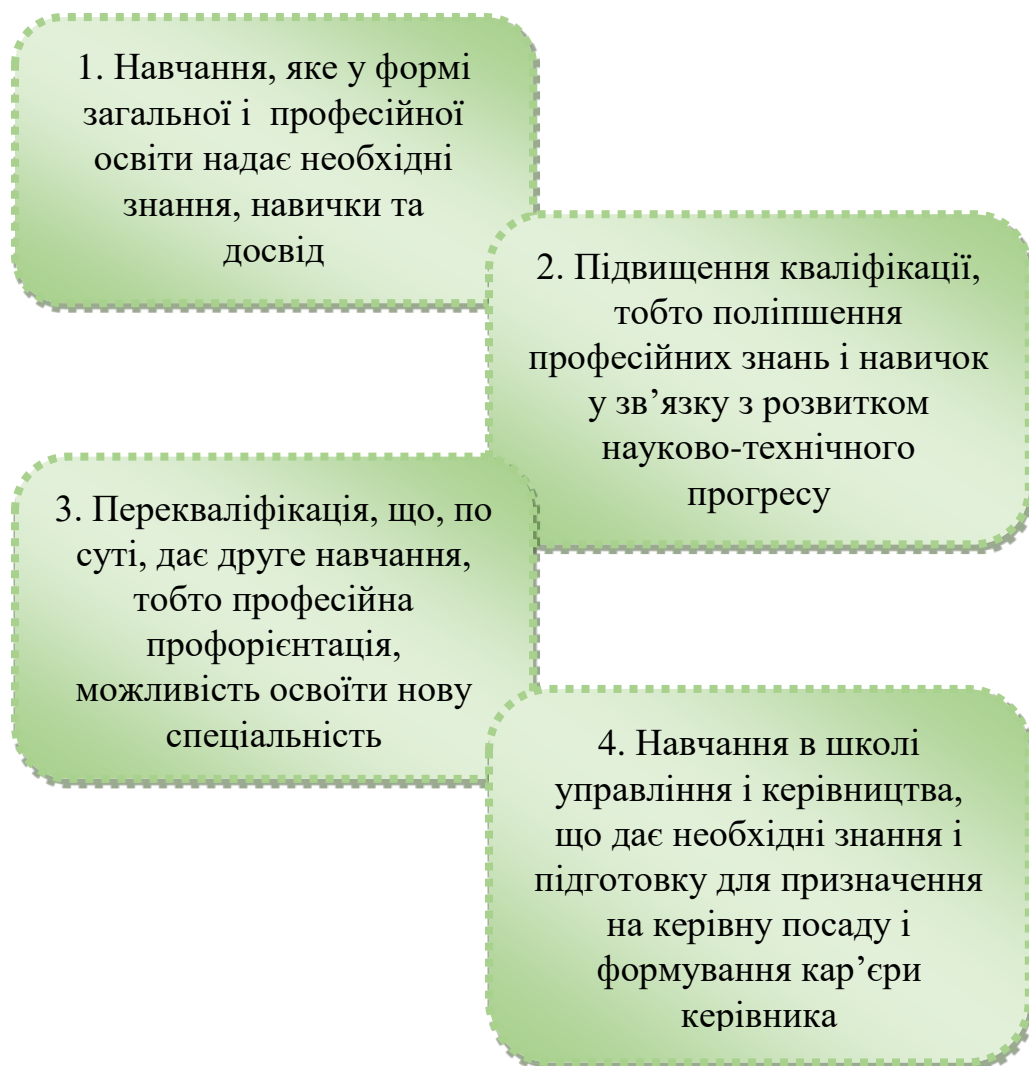 1. Навчання, яке у формі
загальної і професійної
освіти надає необхідні
знання, навички та
досвід
2. Підвищення кваліфікації,
тобто поліпшення
професійних знань і навичок
у зв’язку з розвитком
науково-технічного
прогресу
3. Перекваліфікація, що, по
суті, дає друге навчання,
тобто професійна
профорієнтація,
можливість освоїти нову
спеціальність
4. Навчання в школі
управління і керівництва,
що дає необхідні знання і
підготовку для призначення
на керівну посаду і
формування кар’єри
керівника